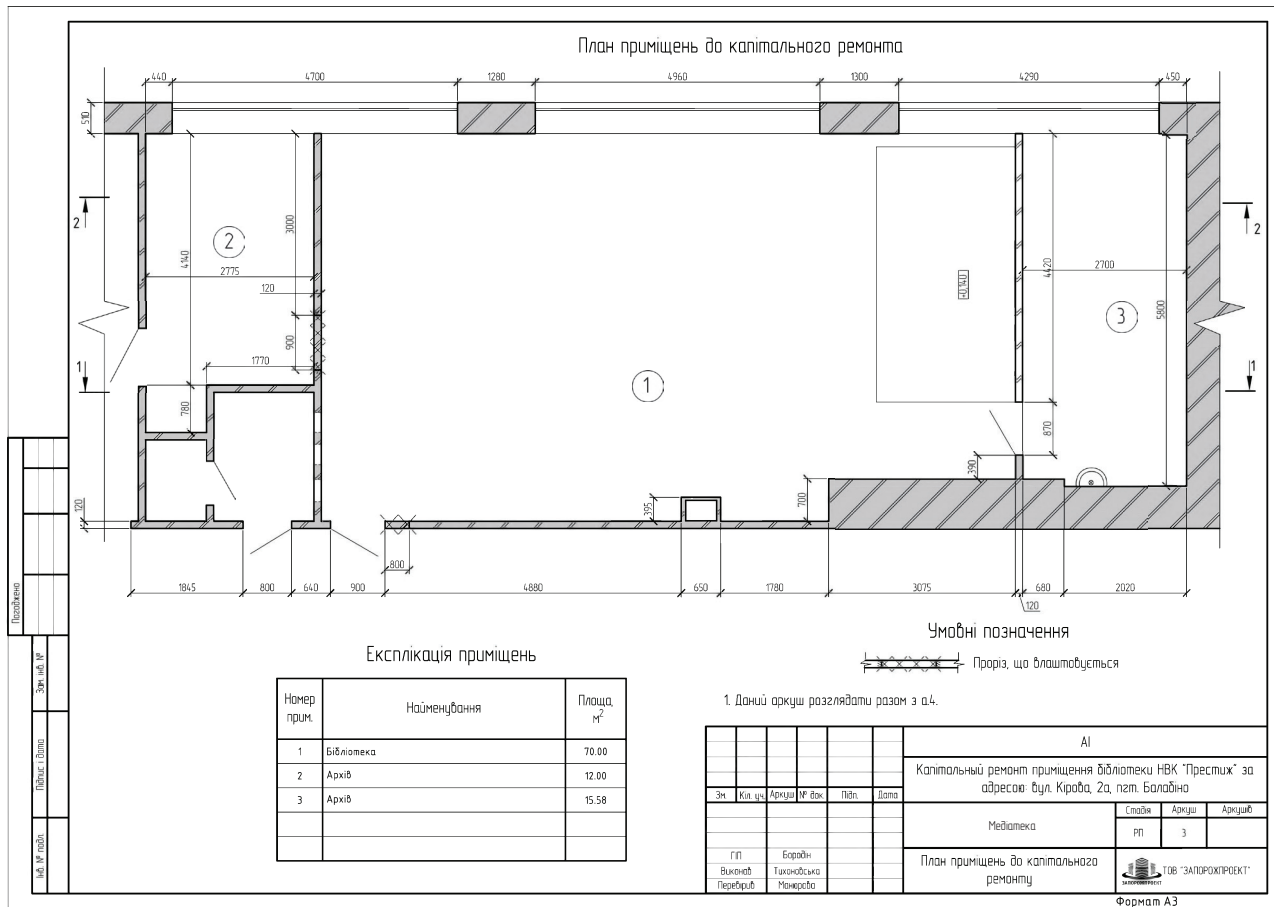 План приміщень до капітального ремонта
440 4700 1280 4960 1300 4290 450
510
2
2
3000
4140
2
2775
120
4420
2700
+0,140
3
5800
900
1770
1
1
1
780
870
390
700
395
120
800
1845 800 640 900 4880 650 1780 3075 680 2020
120
Умовні позначення
Проріз, що влаштовується
Експлікація приміщень
Номер прим. Найменування Площа, м2
1 Бібліотека 70.00
2 Архів 12.00
3 Архів 15.58
1. Даний аркуш розглядати разом з а.4.
АІ
Капітальный ремонт приміщення бібліотеки НВК "Престиж" за
адресою: вул. Кірова, 2а, пгт. Балабіно
Зм. Кіл. уч. Аркуш № док. Підп. Дата
Медіатека
Стадія Аркуш Аркушів
РП 3
ГІП Бородін
Виконав Тихоновська
Перевірив Манюрова
План приміщень до капітального
ремонту
ЗАПОРОЖПРОЕКТ
ТОВ "ЗАПОРОЖПРОЕКТ"
Формат А3
Погоджено
Зам. інв. №
Підпис і дата
Інв. № подл.